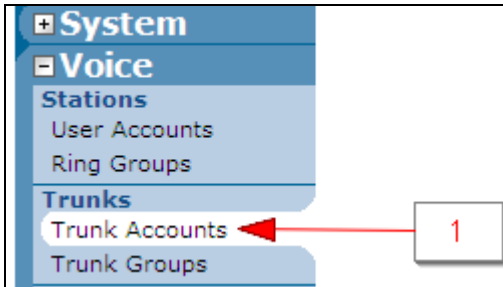 System
Voice
Stations
User Accounts
Ring Groups
Trunks
Trunk Accounts
1
Trunk Groups